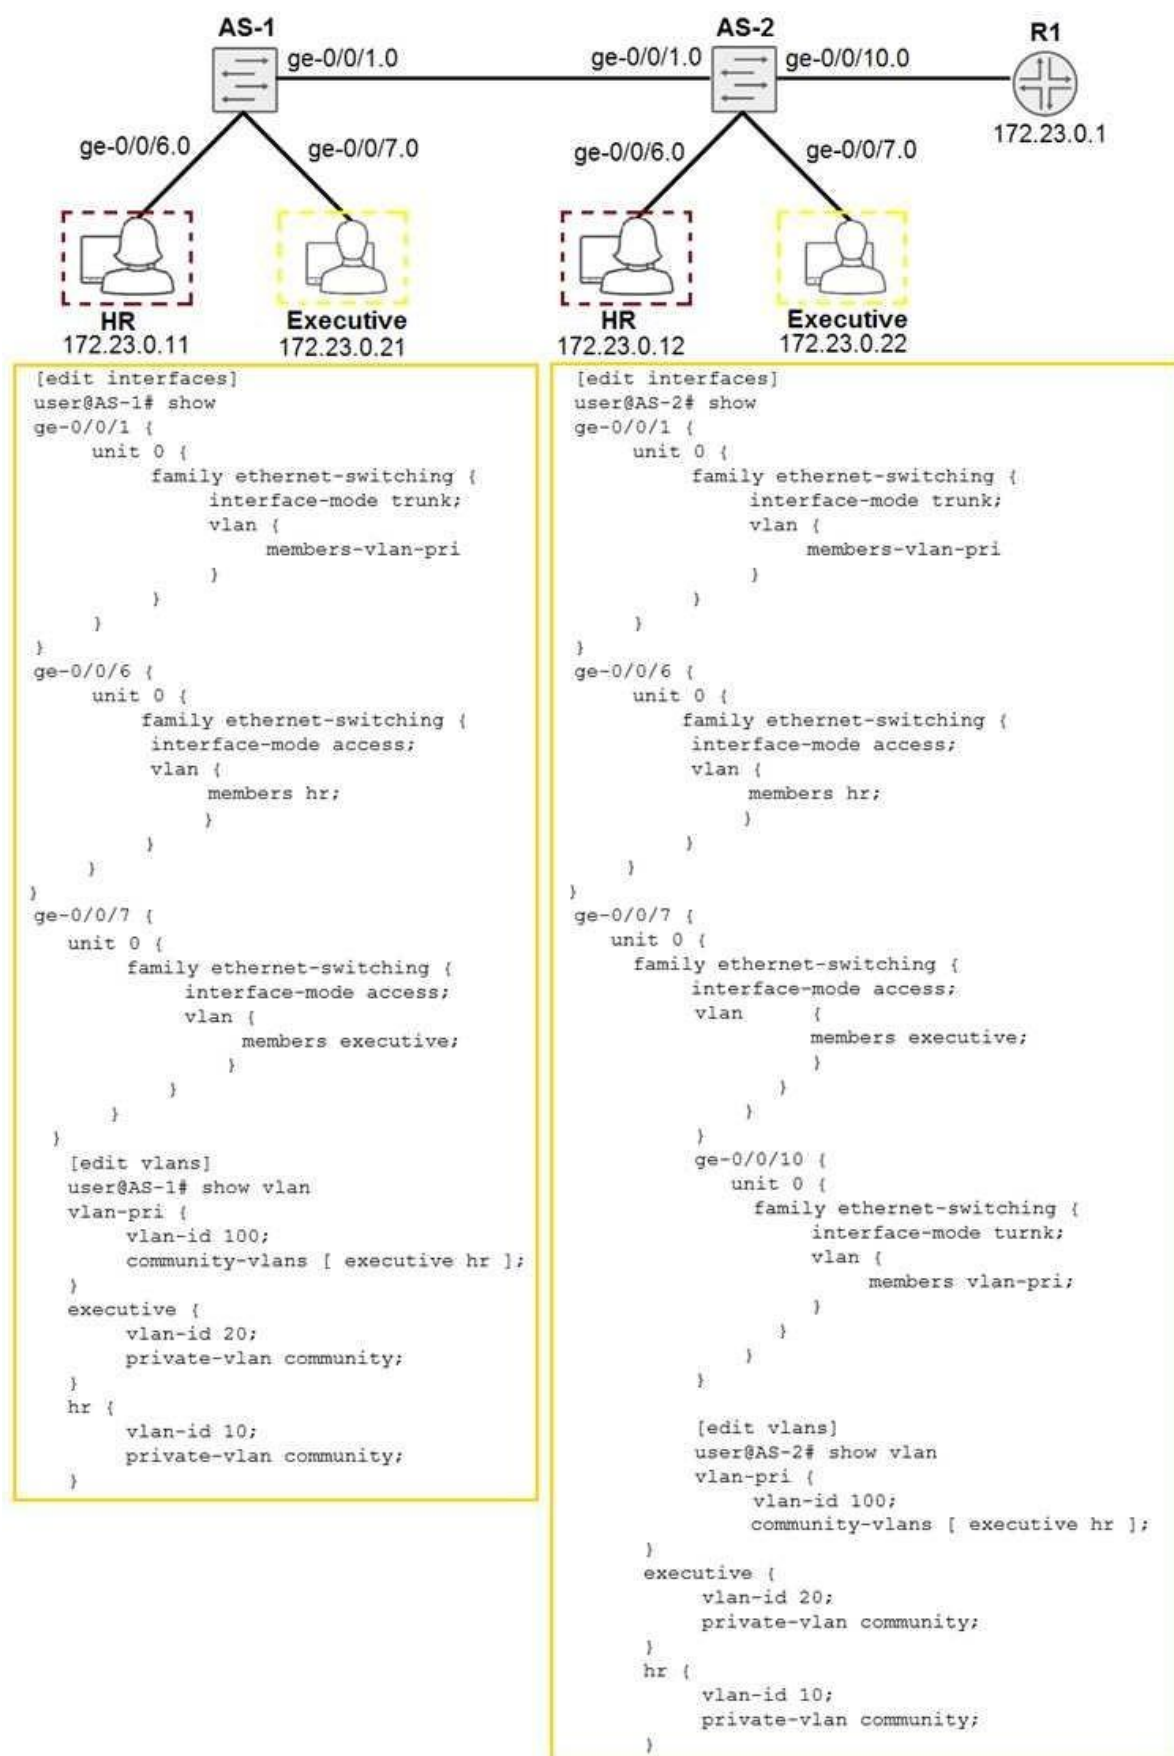 AS-1
AS-2
R1
ge-0/0/1.0
ge-0/0/1.0
ge-0/0/10.0
172.23.0.1
ge-0/0/6.0
ge-0/0/7.0
ge-0/0/6.0
ge-0/0/7.0
HR
172.23.0.11
Executive
172.23.0.21
HR
172.23.0.12
Executive
172.23.0.22
[edit interfaces]
user@AS-1# show
ge-0/0/1 {
unit 0 {
family ethernet-switching {
interface-mode trunk;
vlan {
members-vlan-pri
}
}
}
}
ge-0/0/6 {
unit 0 {
family ethernet-switching {
interface-mode access;
vlan {
members hr;
}
}
}
}
ge-0/0/7 {
unit 0 {
family ethernet-switching {
interface-mode access;
vlan {
members executive;
}
}
}
}
[edit vlans]
user@AS-1# show vlan
vlan-pri {
vlan-id 100;
community-vlans [ executive hr ];
}
executive {
vlan-id 20;
private-vlan community;
}
hr {
vlan-id 10;
private-vlan community;
}
[edit interfaces]
user@AS-2# show
ge-0/0/1 {
unit 0 {
family ethernet-switching {
interface-mode trunk;
vlan {
members-vlan-pri
}
}
}
}
ge-0/0/6 {
unit 0 {
family ethernet-switching {
interface-mode access;
vlan {
members hr;
}
}
}
}
ge-0/0/7 {
unit 0 {
family ethernet-switching {
interface-mode access;
vlan {
members executive;
}
}
}
}
ge-0/0/10 {
unit 0 {
family ethernet-switching {
interface-mode turnk;
vlan {
members vlan-pri;
}
}
}
}
[edit vlans]
user@AS-2# show vlan
vlan-pri {
vlan-id 100;
community-vlans [ executive hr ];
}
executive {
vlan-id 20;
private-vlan community;
}
hr {
vlan-id 10;
private-vlan community;
}